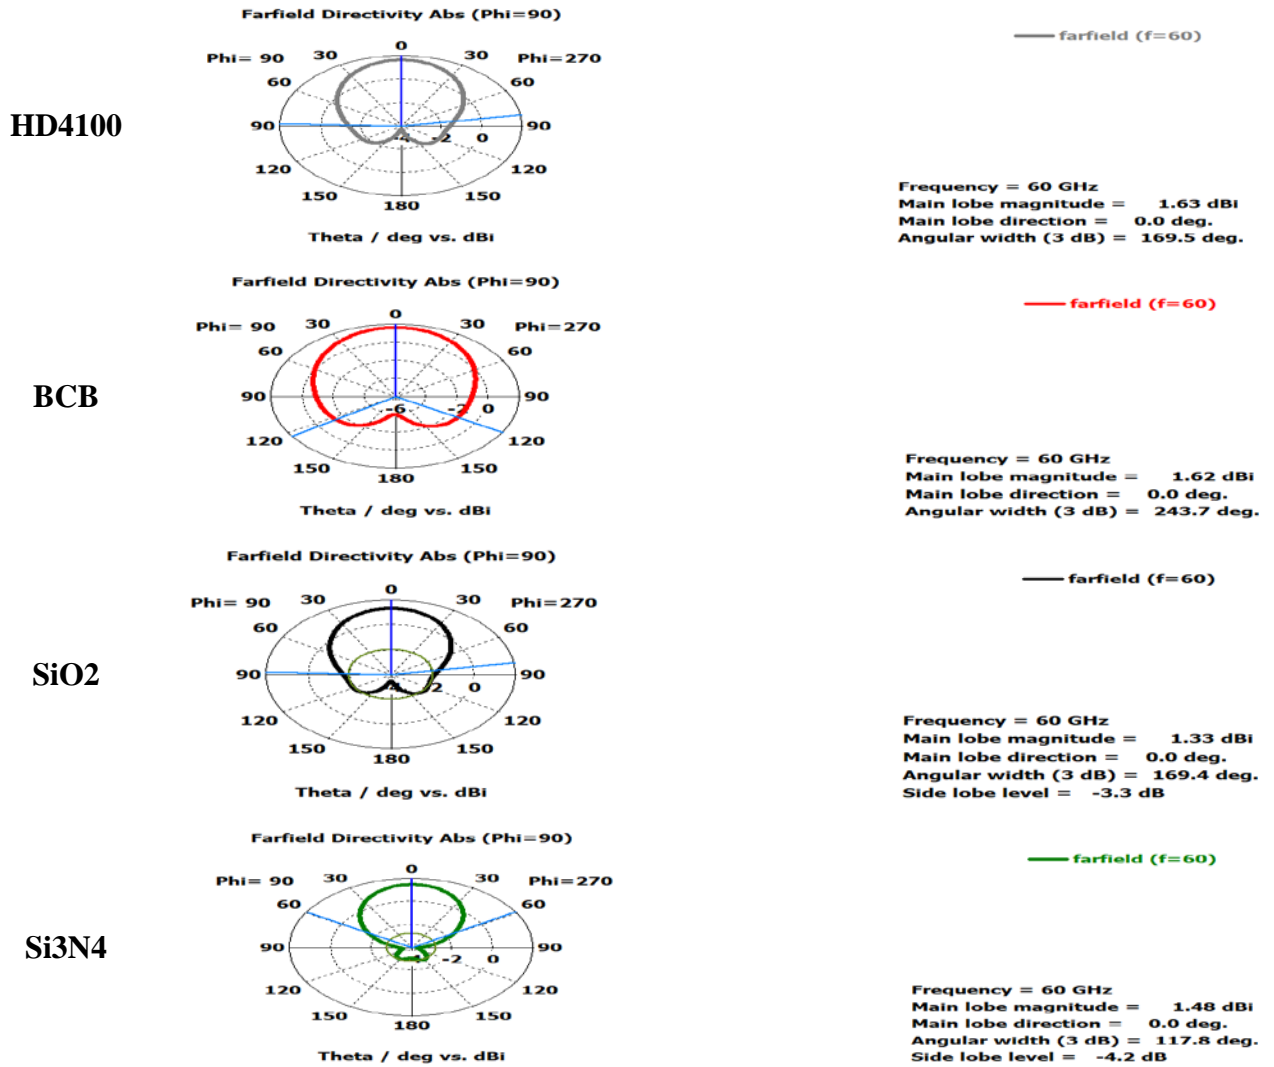 HD4100
Farfield Directivity Abs (Phi=90)
Phi= 90 30 0 30 Phi=270
60 60
90 -2 0 90
120 120
150 150
180
Theta / deg vs. dBi
farfield (f=60)
Frequency = 60 GHz
Main lobe magnitude = 1.63 dBi
Main lobe direction = 0.0 deg.
Angular width (3 dB) = 169.5 deg.
BCB
Farfield Directivity Abs (Phi=90)
Phi= 90 30 0 30 Phi=270
60 60
90 -6 0 90
120 120
150 150
180
Theta / deg vs. dBi
farfield (f=60)
Frequency = 60 GHz
Main lobe magnitude = 1.62 dBi
Main lobe direction = 0.0 deg.
Angular width (3 dB) = 243.7 deg.
SiO2
Farfield Directivity Abs (Phi=90)
Phi= 90 30 0 30 Phi=270
60 60
90 0 90
120 120
150 150
180
Theta / deg vs. dBi
farfield (f=60)
Frequency = 60 GHz
Main lobe magnitude = 1.33 dBi
Main lobe direction = 0.0 deg.
Angular width (3 dB) = 169.4 deg.
Side lobe level = -3.3 dB
Si3N4
Farfield Directivity Abs (Phi=90)
Phi= 90 30 0 30 Phi=270
60 60
90 -2 0 90
120 120
150 150
180
Theta / deg vs. dBi
farfield (f=60)
Frequency = 60 GHz
Main lobe magnitude = 1.48 dBi
Main lobe direction = 0.0 deg.
Angular width (3 dB) = 117.8 deg.
Side lobe level = -4.2 dB